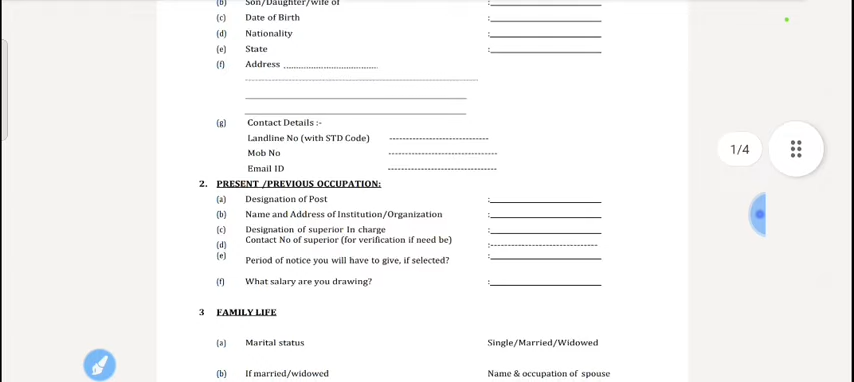 (b) Son/Daughter/wife of :
(c) Date of Birth :
(d) Nationality :
(e) State :
(f) Address
(g) Contact Details :-
Landline No (with STD Code)
Mob No
Email ID
2. PRESENT /PREVIOUS OCCUPATION:
(a) Designation of Post :
(b) Name and Address of Institution/Organization :
(c) Designation of superior In charge :
(d) Contact No of superior (for verification if need be) :
(e) Period of notice you will have to give, if selected? :
(f) What salary are you drawing? :
3 FAMILY LIFE
(a) Marital status Single/Married/Widowed
(b) If married/widowed Name & occupation of spouse
1/4